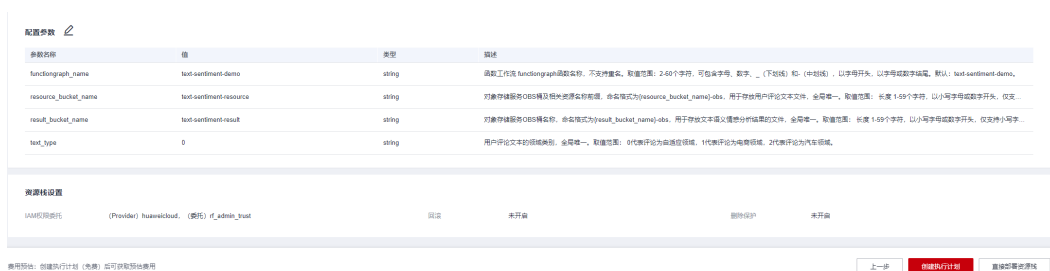 配置参数
参数名称 值 类型 描述
functiongraph_name text-sentiment-demo string 函数工作流 functiongraph函数名称，不支持重名。取值范围：2-60个字符，可包含字母、数字、_（下划线）和-（中划线），以字母开头，以字母或数字结尾。默认：text-sentiment-demo。
resource_bucket_name text-sentiment-resource string 对象存储服务OBS桶及相关资源名称前缀，命名格式为{resource_bucket_name}-obs，用于存放用户评论文本文件，全局唯一。取值范围： 长度 1-59个字符，以小写字母或数字开头，仅支...
result_bucket_name text-sentiment-result string 对象存储服务OBS桶名称，命名格式为{result_bucket_name}-obs，用于存放文本语义情感分析结果的文件，全局唯一。取值范围： 长度 1-59个字符，以小写字母或数字开头，仅支持小写字...
text_type 0 string 用户评论文本的领域类别，全局唯一。取值范围： 0代表评论为自适应领域，1代表评论为电商领域，2代表评论为汽车领域。
资源栈设置
IAM权限委托 （Provider）huaweicloud，（委托）rf_admin_trust 回滚 未开启 删除保护 未开启
费用预估：创建执行计划（免费）后可获取预估费用 上一步 创建执行计划 直接部署资源栈